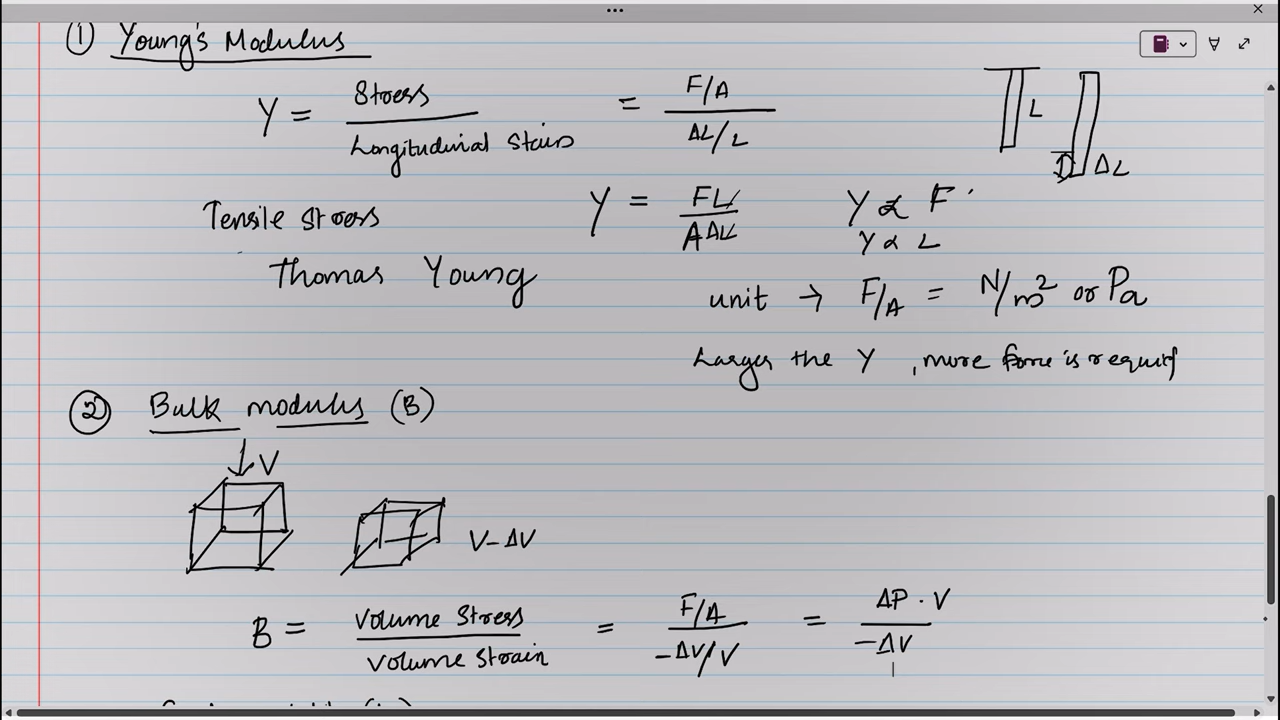 ① Young's Modulus
Y = Stress / Longitudinal Strain = F/A / ΔL/L
L
D ΔL
Tensile Stress
Y = FL / AΔL
Y ∝ F
Y ∝ L
Thomas Young
unit → F/A = N/m² or Pa
Larger the Y , more force is requi
② Bulk modulus (B)
V
V - ΔV
B = Volume Stress / Volume Strain = F/A / -ΔV/V = ΔP · V / -ΔV